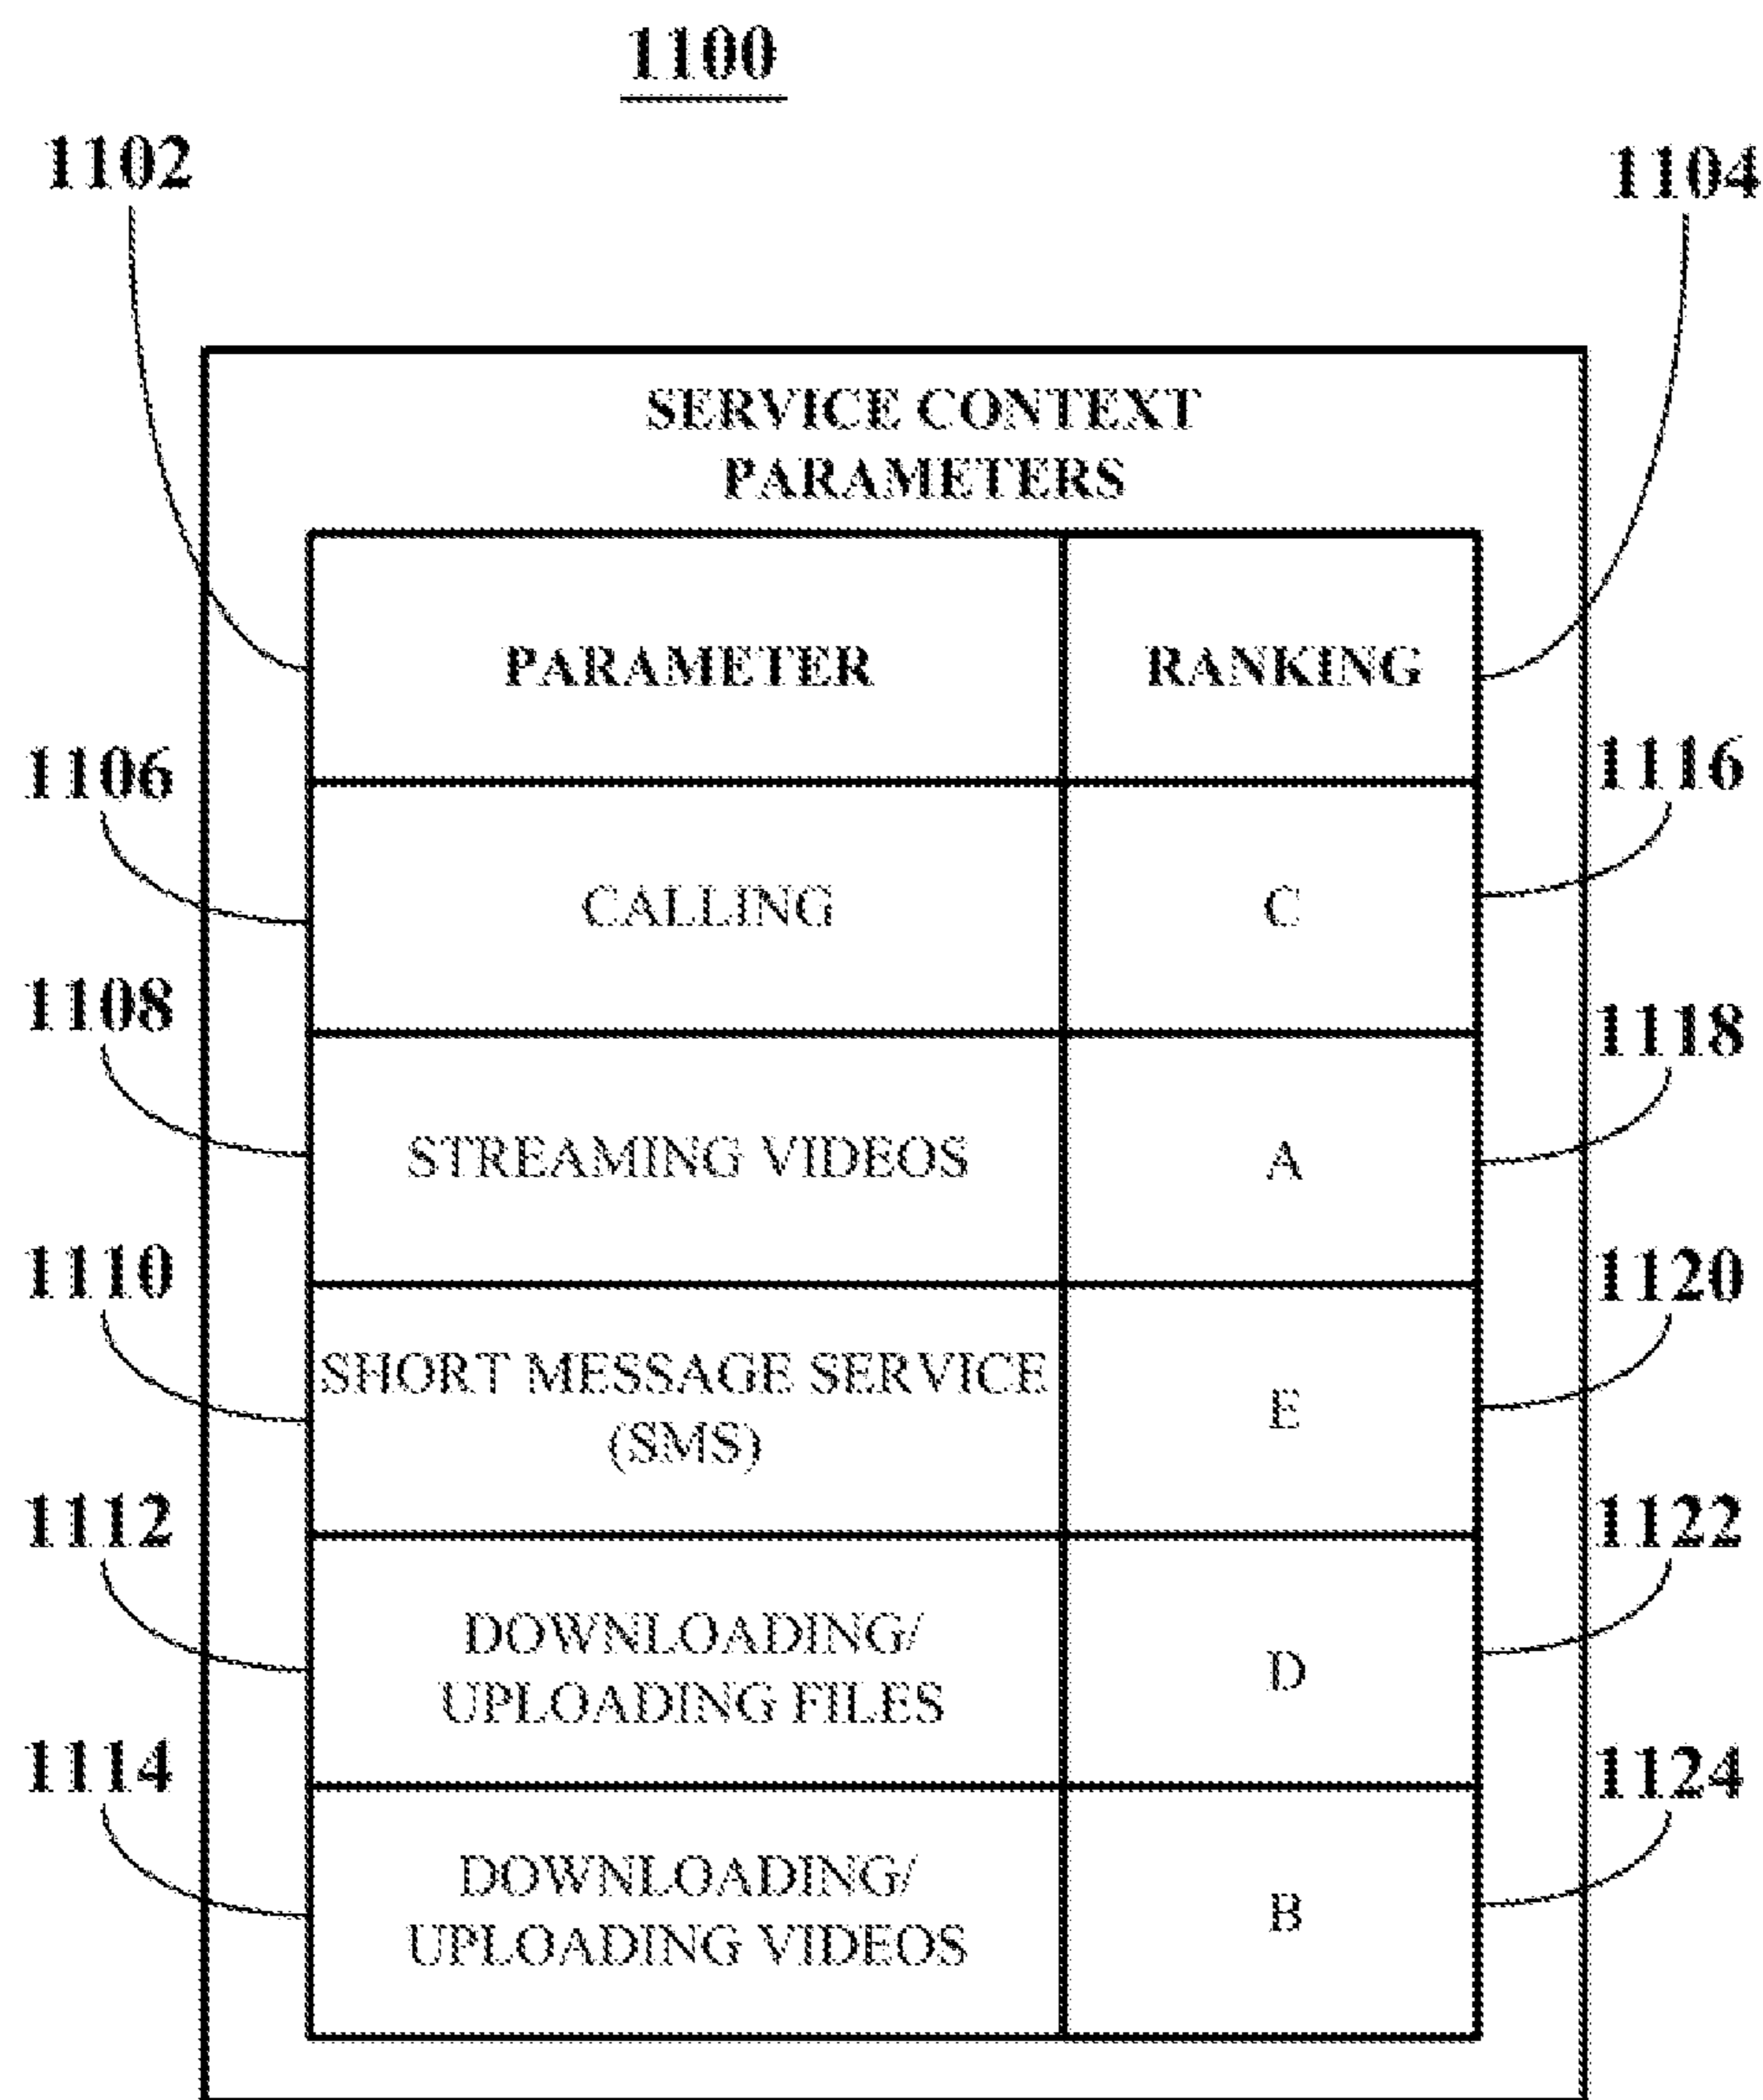 1100
1102
1104
SERVICE CONTEXT
PARAMETERS
PARAMETER
RANKING
1106
1116
CALLING
C
1108
1118
STREAMING VIDEOS
A
1110
1120
SHORT MESSAGE SERVICE
(SMS)
E
1112
1122
DOWNLOADING/
UPLOADING FILES
D
1114
1124
DOWNLOADING/
UPLOADING VIDEOS
B